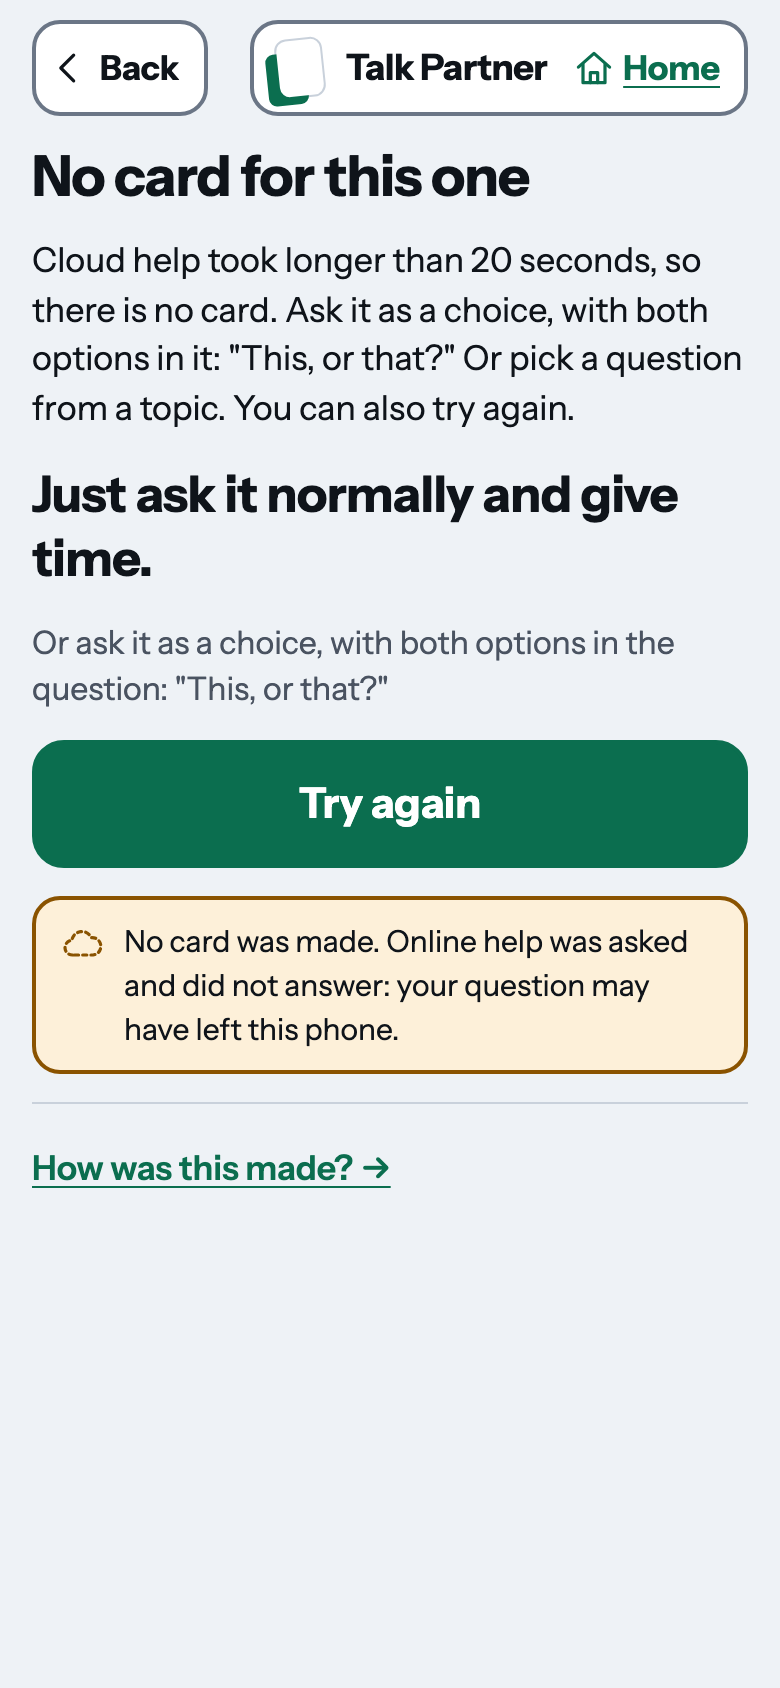 Back
Talk Partner
Home
No card for this one
Cloud help took longer than 20 seconds, so
there is no card. Ask it as a choice, with both
options in it: "This, or that?" Or pick a question
from a topic. You can also try again.
Just ask it normally and give
time.
Or ask it as a choice, with both options in the
question: "This, or that?"
Try again
No card was made. Online help was asked
and did not answer: your question may
have left this phone.
How was this made? →